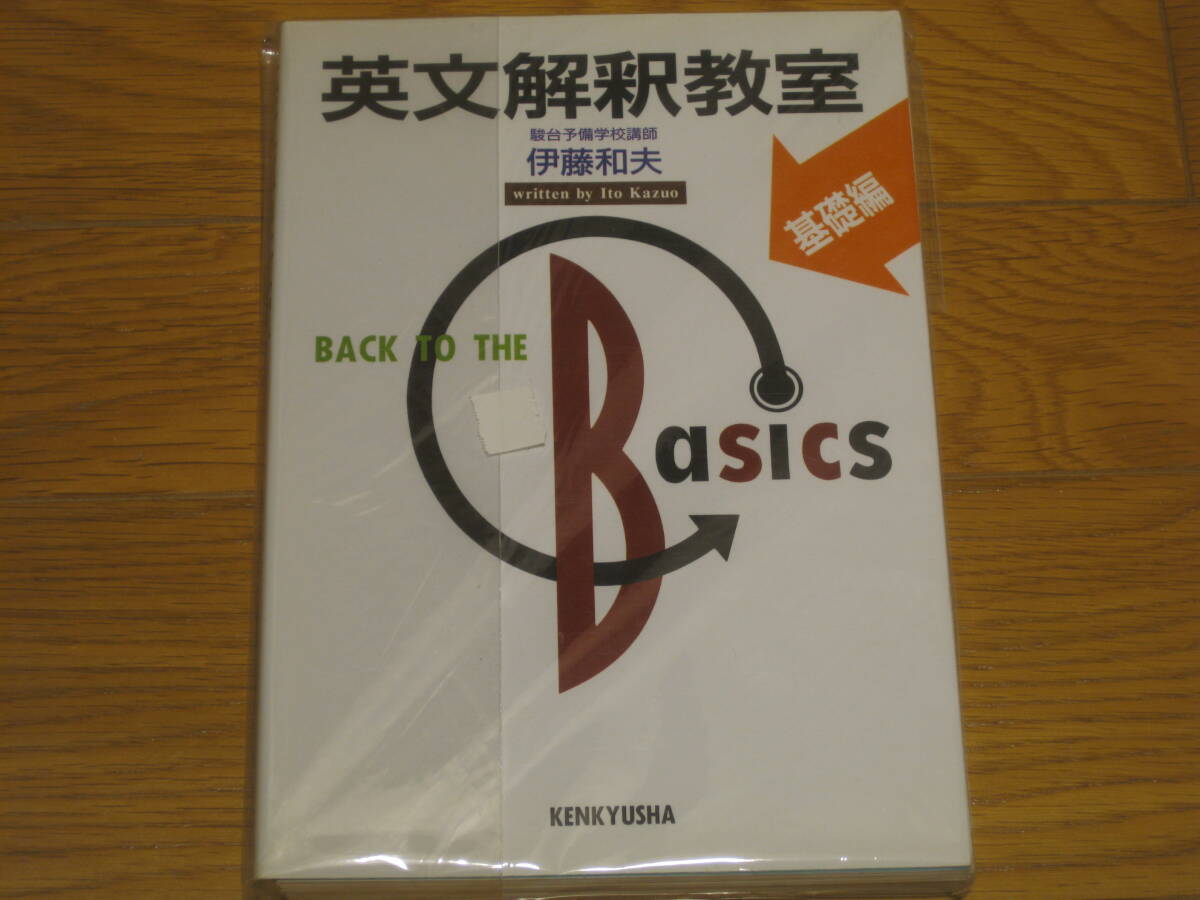 英文解釈教室
駿台予備学校講師
伊藤和夫
written by Ito Kazuo
基礎編
BACK TO THE
Basics
KENKYUSHA